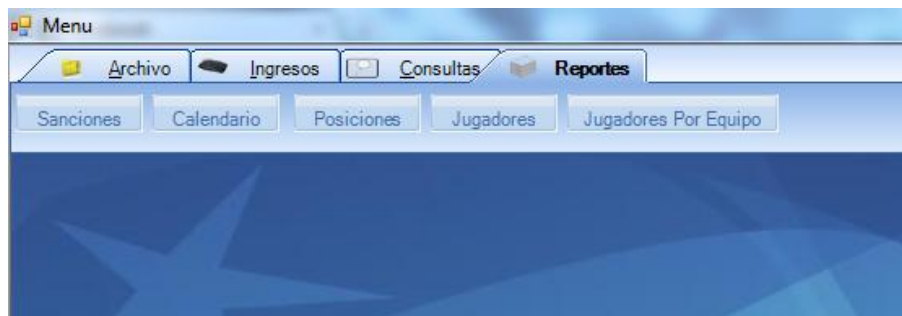 Menu
Archivo Ingresos Consultas Reportes
Sanciones Calendario Posiciones Jugadores Jugadores Por Equipo